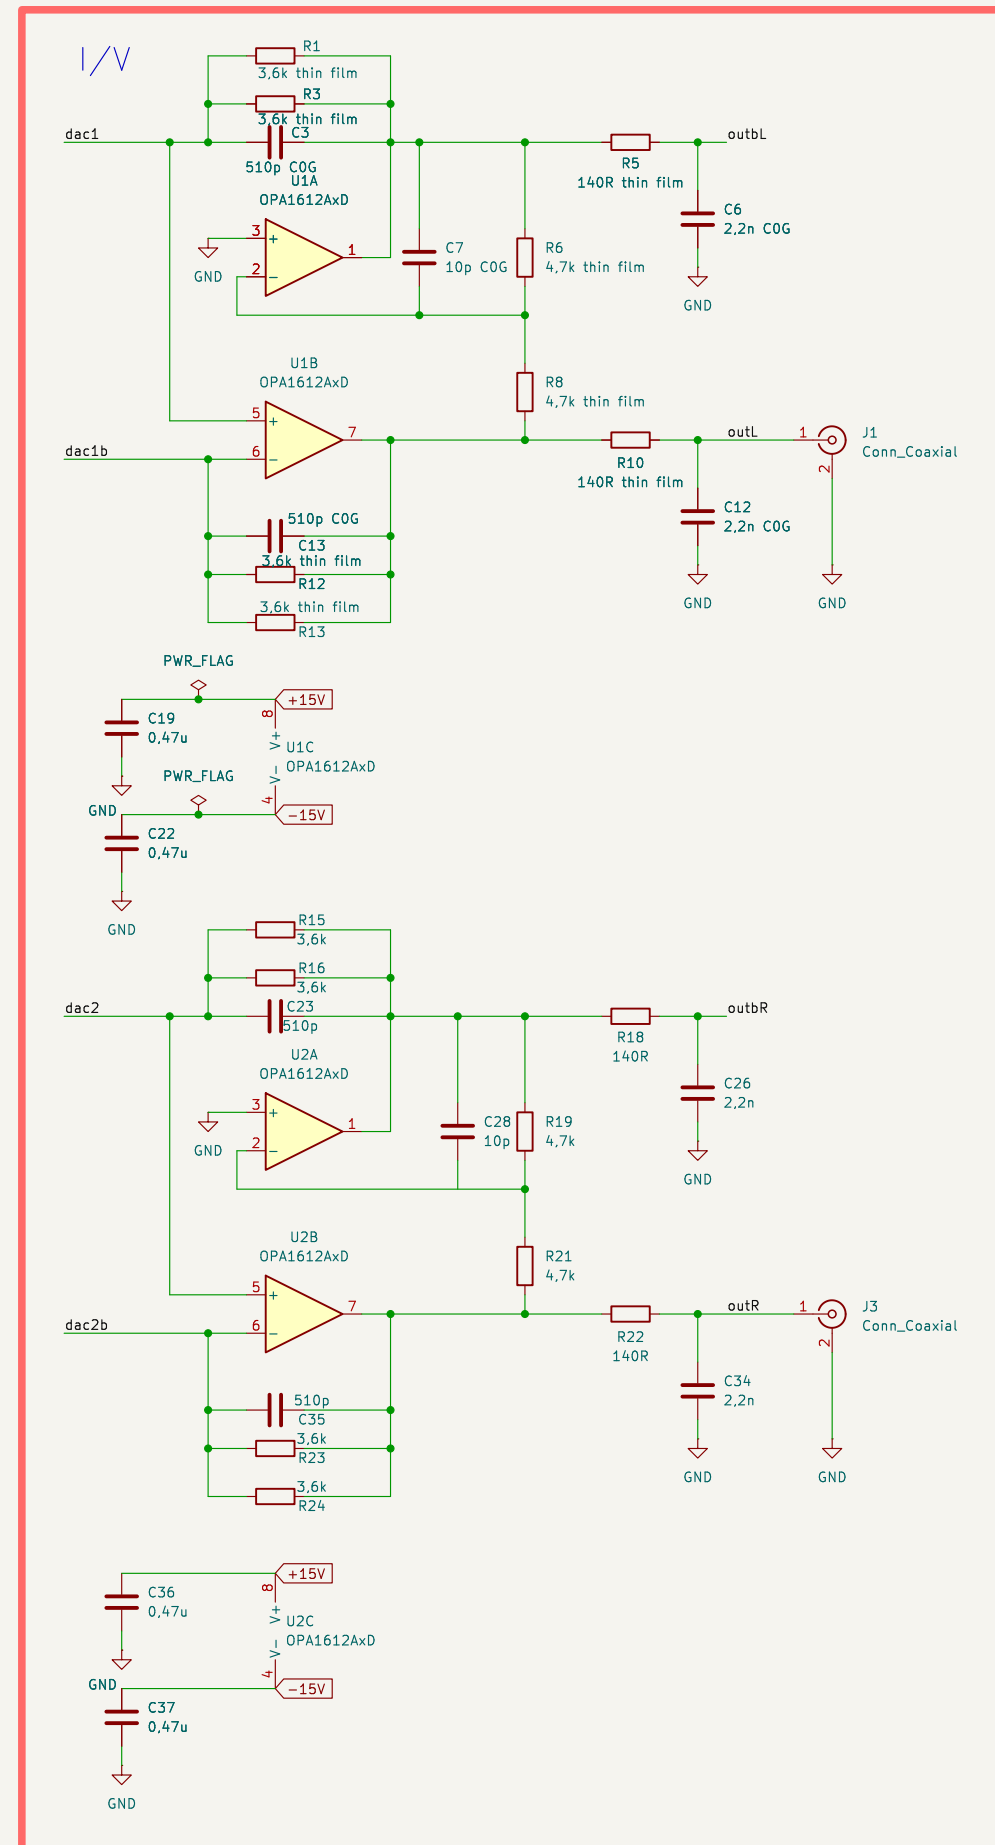 I/V
R1
3,6k thin film
R3
3,6k thin film
dac1
C3
510p C0G
U1A
OPA1612AxD
outbL
R5
140R thin film
C6
2,2n C0G
3
+
1
2
−
GND
C7
10p C0G
R6
4,7k thin film
GND
U1B
OPA1612AxD
R8
4,7k thin film
5
+
7
6
−
dac1b
outL
R10
140R thin film
1
2
J1
Conn_Coaxial
C12
2,2n C0G
510p C0G
C13
3,6k thin film
R12
3,6k thin film
R13
GND
GND
PWR_FLAG
+15V
8
C19
0,47u
V+
U1C
OPA1612AxD
V-
PWR_FLAG
4
GND
-15V
C22
0,47u
GND
R15
3,6k
R16
3,6k
dac2
C23
510p
U2A
OPA1612AxD
outbR
R18
140R
C26
2,2n
3
+
1
2
−
GND
C28
10p
R19
4,7k
GND
U2B
OPA1612AxD
R21
4,7k
5
+
7
6
−
dac2b
outR
R22
140R
1
2
J3
Conn_Coaxial
C34
2,2n
510p
C35
3,6k
R23
3,6k
R24
GND
GND
+15V
8
C36
0,47u
V+
U2C
OPA1612AxD
V-
4
GND
-15V
C37
0,47u
GND